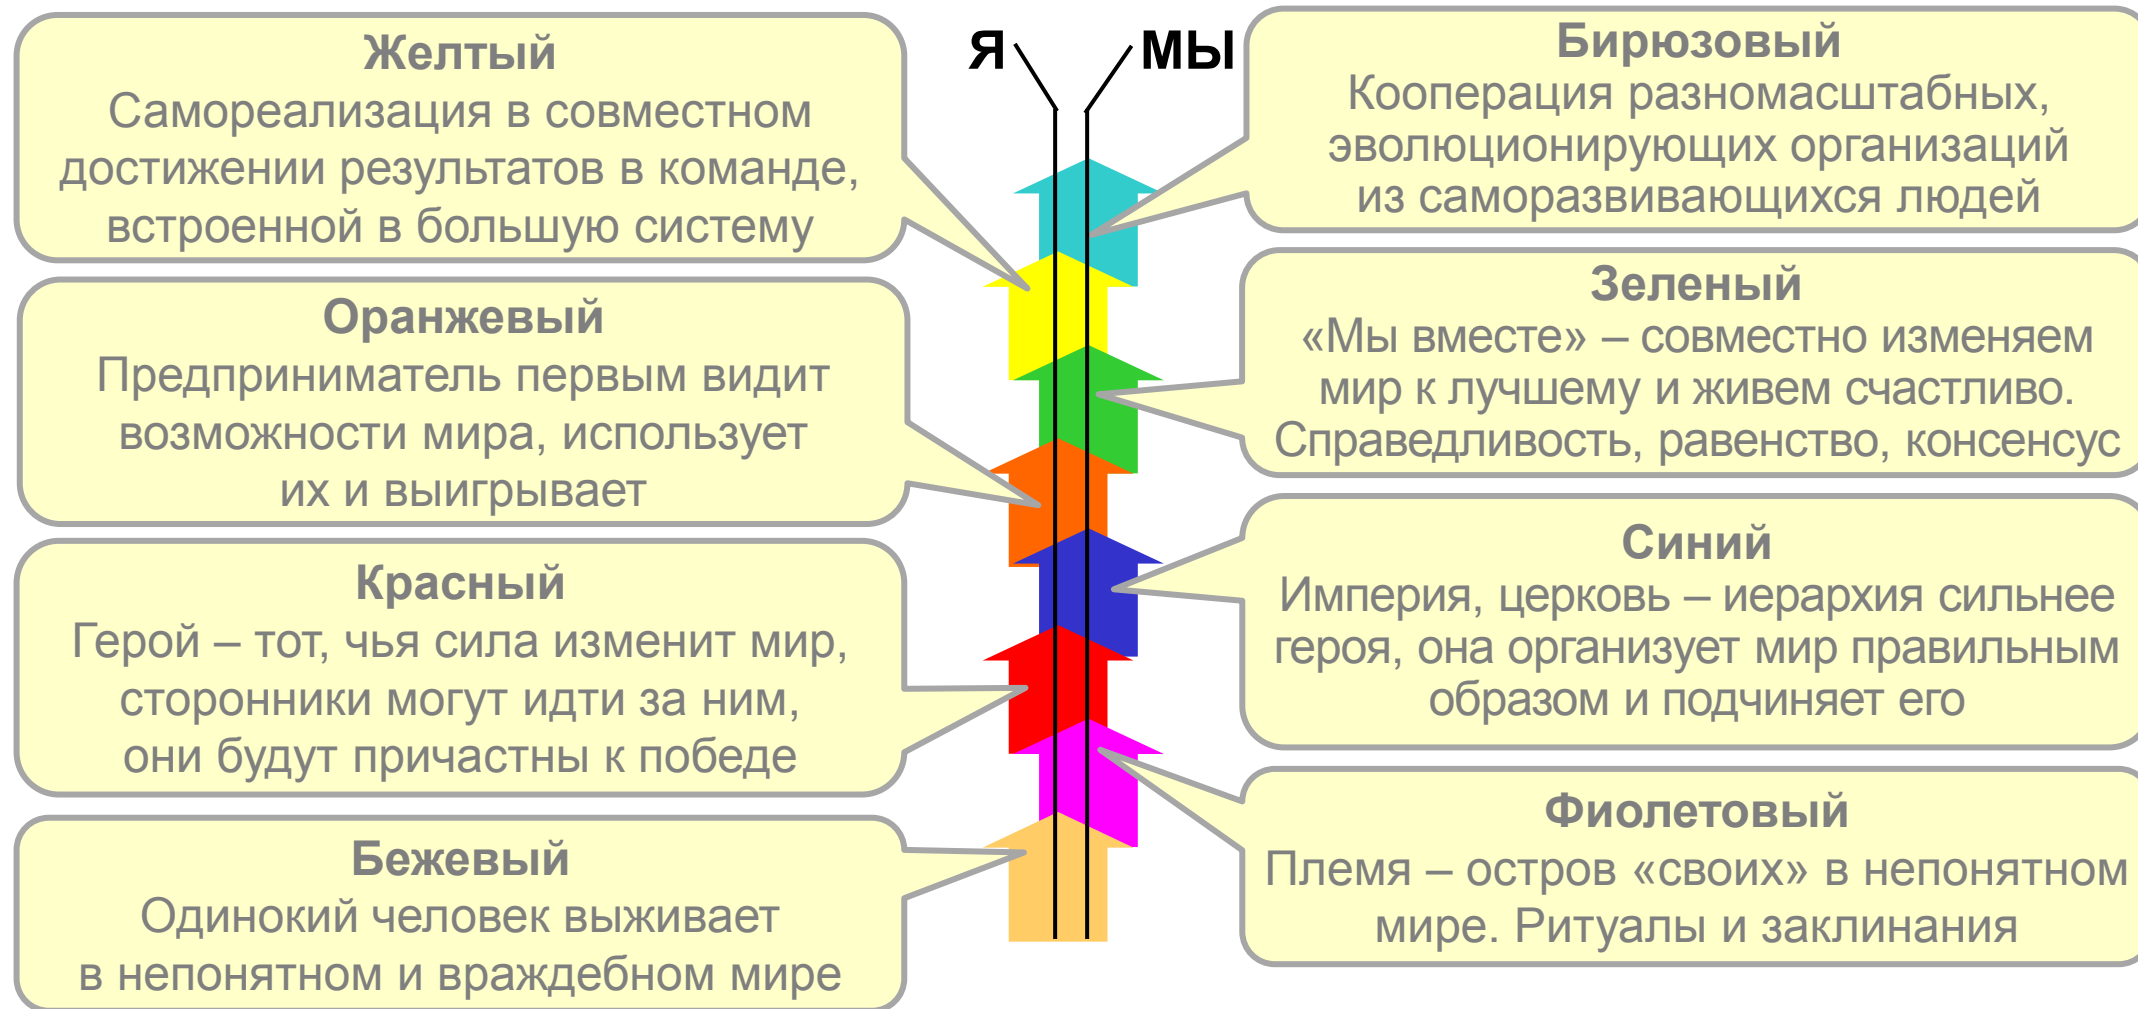 Желтый
Самореализация в совместном
достижении результатов в команде,
встроенной в большую систему
Оранжевый
Предприниматель первым видит
возможности мира, использует
их и выигрывает
Красный
Герой – тот, чья сила изменит мир,
сторонники могут идти за ним,
они будут причастны к победе
Бежевый
Одинокий человек выживает
в непонятном и враждебном мире
Я
МЫ
Бирюзовый
Кооперация разномасштабных,
эволюционирующих организаций
из саморазвивающихся людей
Зеленый
«Мы вместе» – совместно изменяем
мир к лучшему и живем счастливо.
Справедливость, равенство, консенсус
Синий
Империя, церковь – иерархия сильнее
героя, она организует мир правильным
образом и подчиняет его
Фиолетовый
Племя – остров «своих» в непонятном
мире. Ритуалы и заклинания